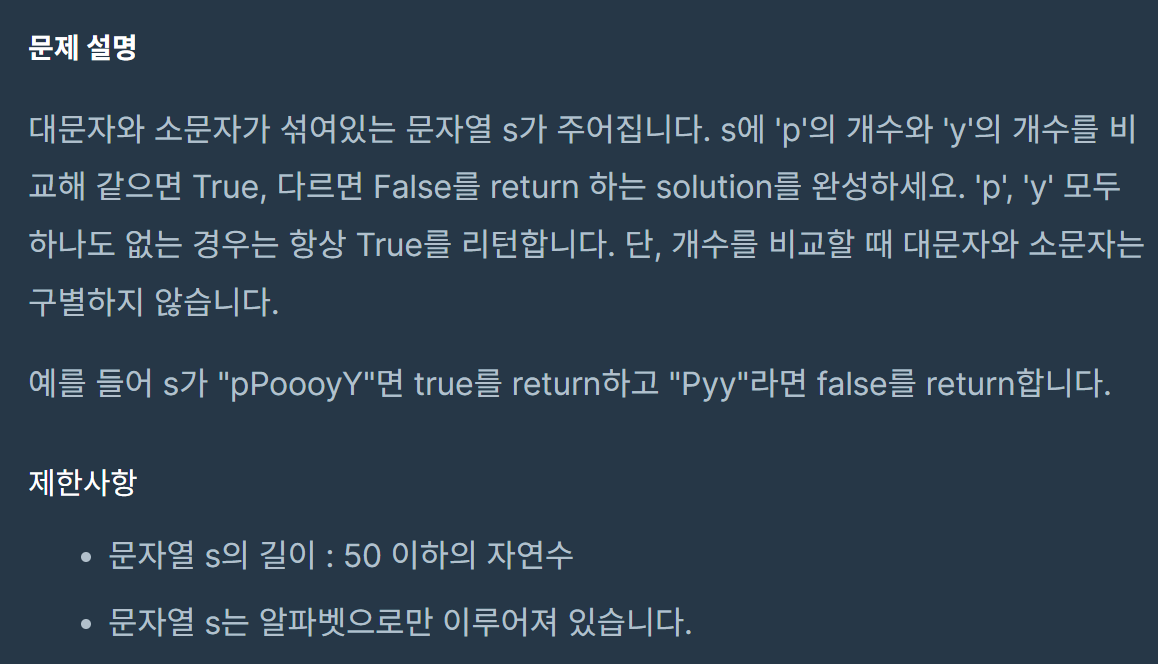 문제 설명
대문자와 소문자가 섞여있는 문자열 s가 주어집니다. s에 'p'의 개수와 'y'의 개수를 비
교해 같으면 True, 다르면 False를 return 하는 solution를 완성하세요. 'p', 'y' 모두
하나도 없는 경우는 항상 True를 리턴합니다. 단, 개수를 비교할 때 대문자와 소문자는
구별하지 않습니다.
예를 들어 s가 "pPoooyY"면 true를 return하고 "Pyy"라면 false를 return합니다.
제한사항
• 문자열 s의 길이 : 50 이하의 자연수
• 문자열 s는 알파벳으로만 이루어져 있습니다.